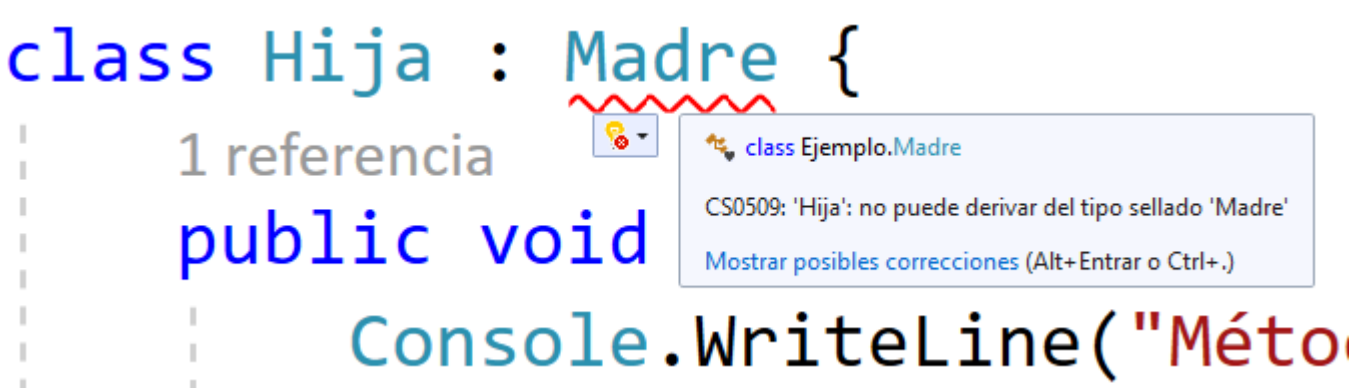 class Hija : Madre {
1 referencia
class Ejemplo.Madre
CS0509: 'Hija': no puede derivar del tipo sellado 'Madre'
Mostrar posibles correcciones (Alt+Entrar o Ctrl+.)
public void
Console.WriteLine("